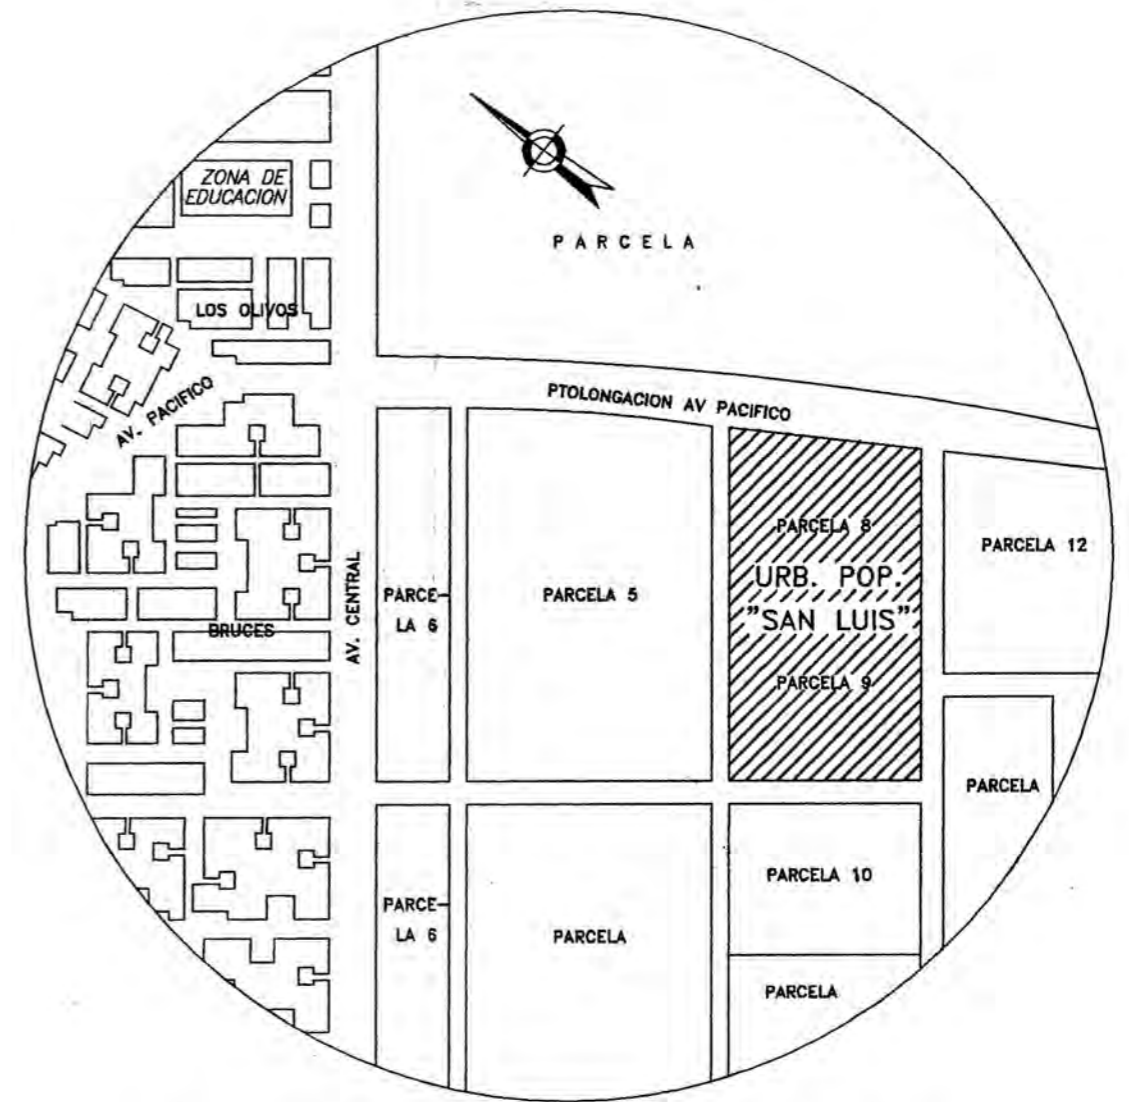 ZONA DE
EDUCACION
PARCELA
LOS OLIVOS
AV. PACIFICO
PTOLONGACION AV PACIFICO
PARCELA 8
URB. POP.
"SAN LUIS"
PARCELA 9
PARCELA 12
PARCELA 5
PARCE-
LA 6
AV. CENTRAL
BRUCES
PARCELA
PARCELA 10
PARCE-
LA 6
PARCELA
PARCELA